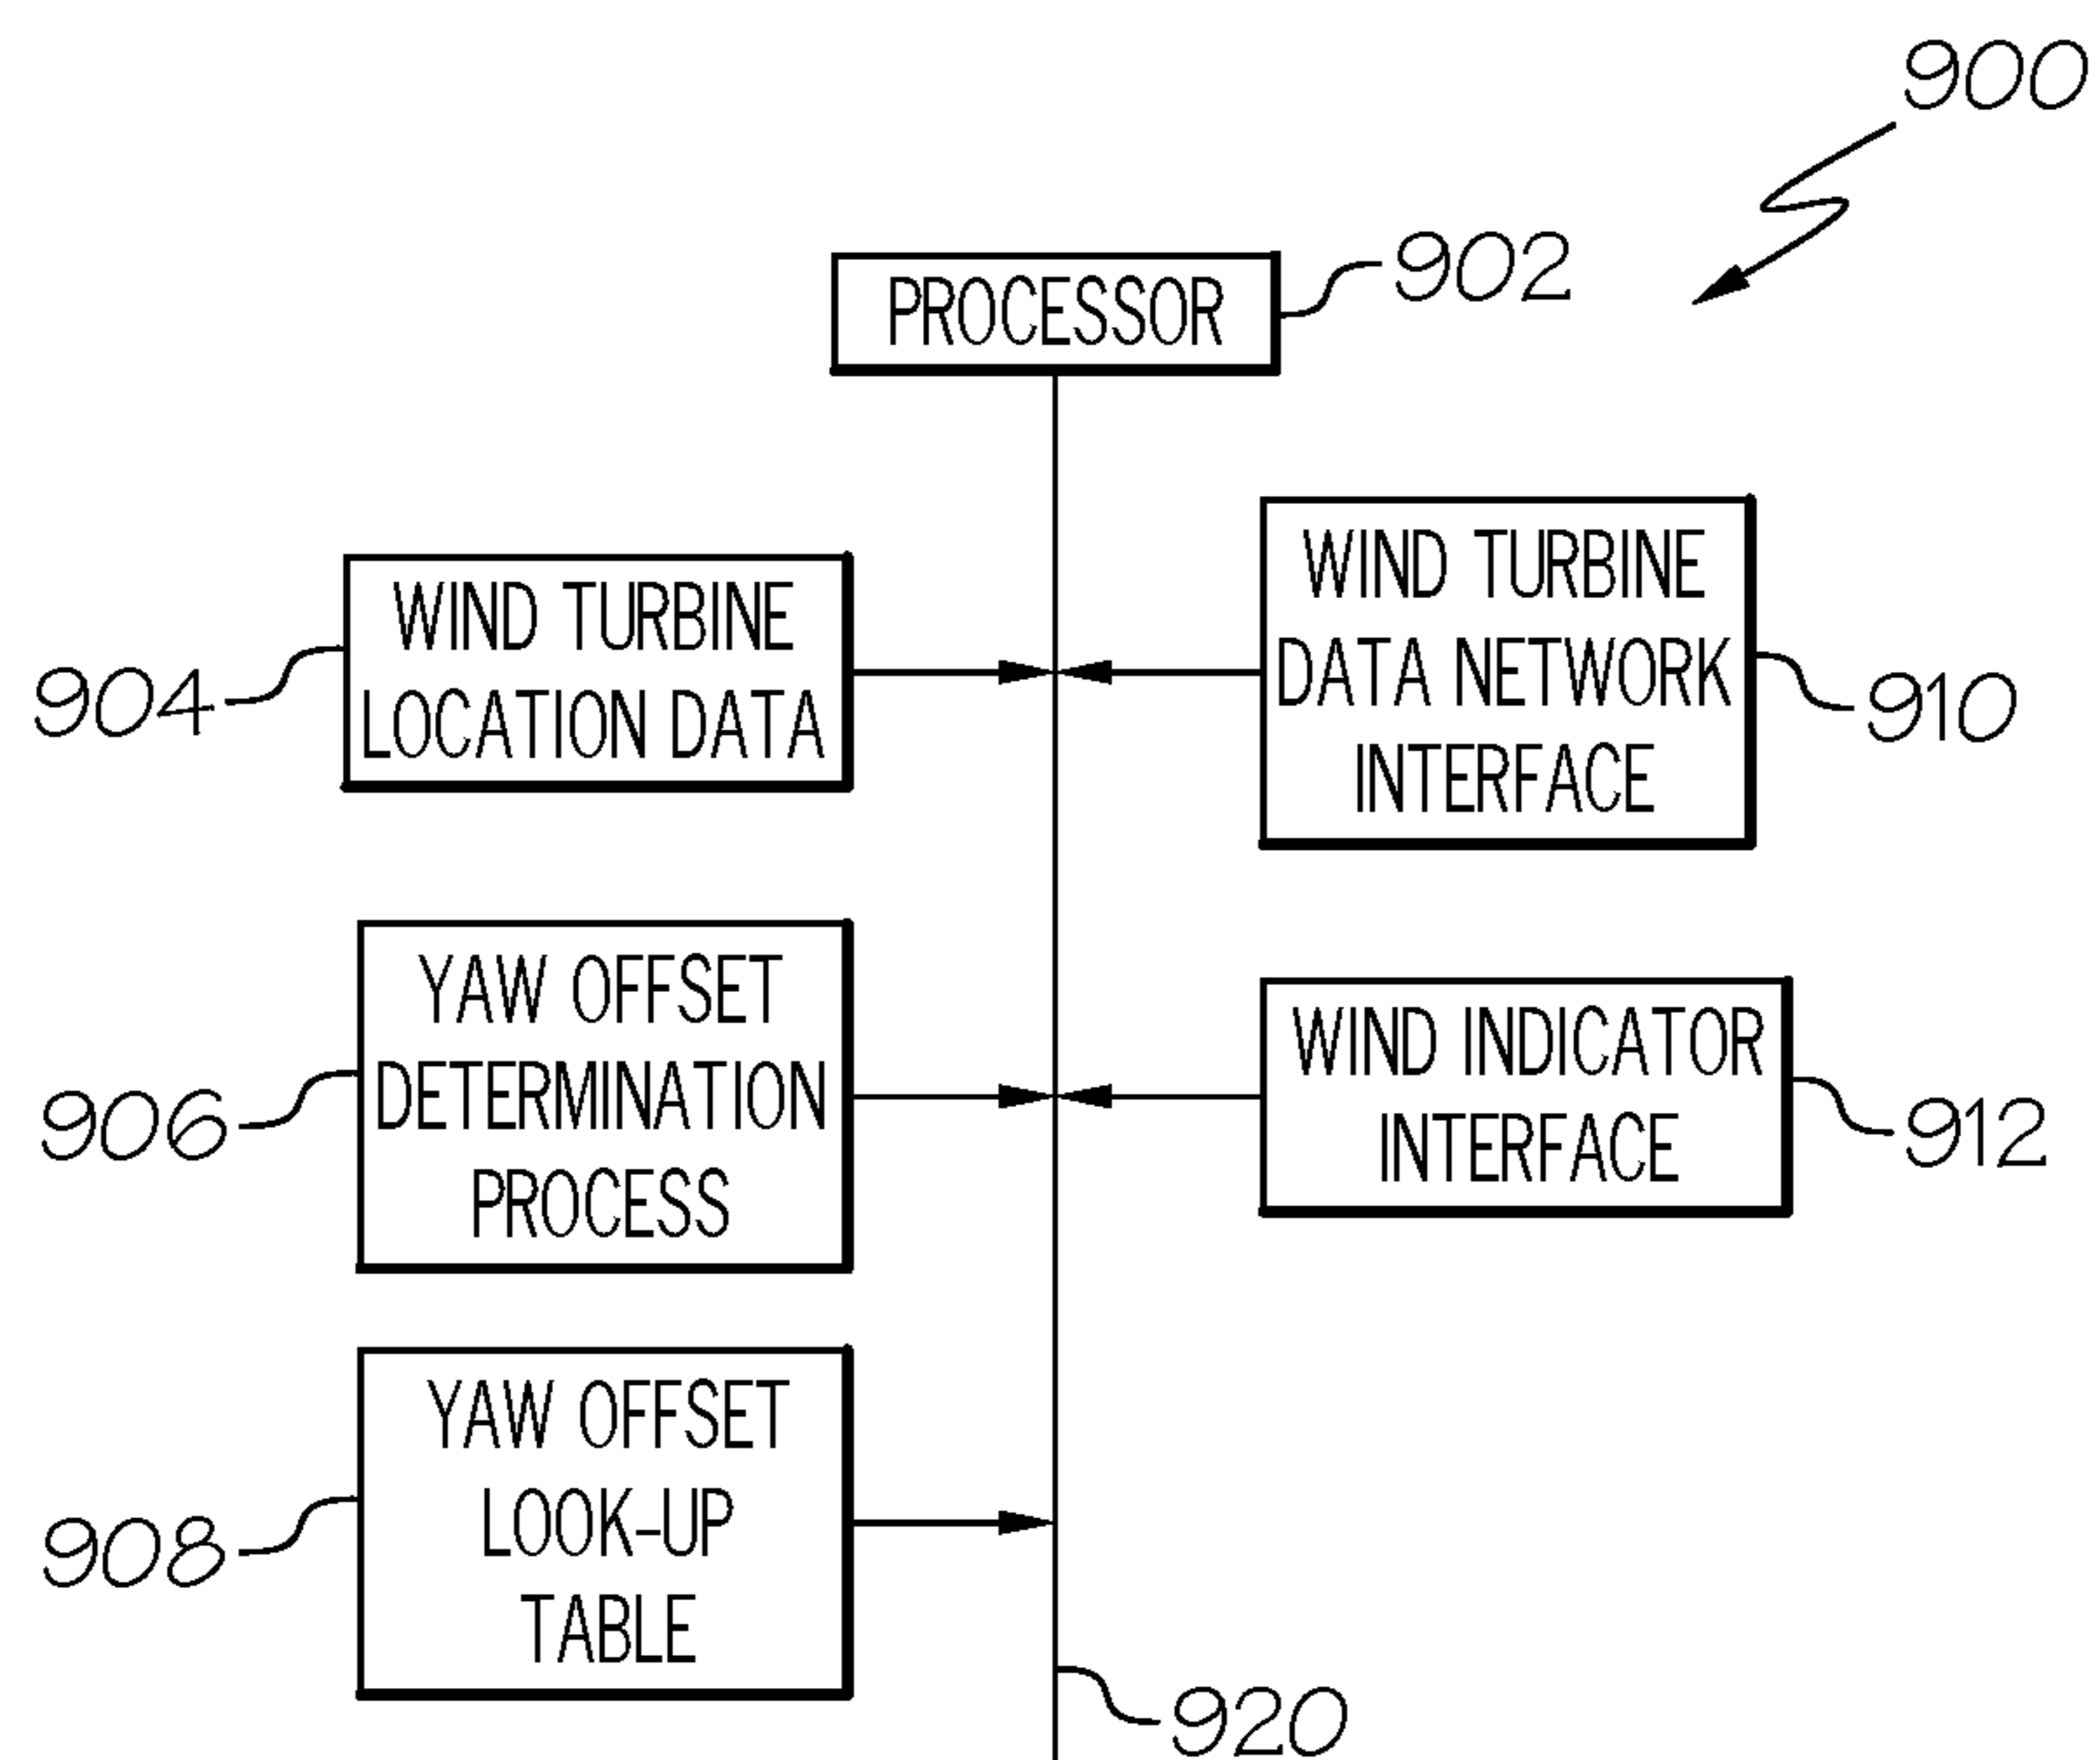 900
PROCESSOR
902
WIND TURBINE
LOCATION DATA
904
WIND TURBINE
DATA NETWORK
INTERFACE
910
YAW OFFSET
DETERMINATION
PROCESS
906
WIND INDICATOR
INTERFACE
912
YAW OFFSET
LOOK-UP
TABLE
908
920